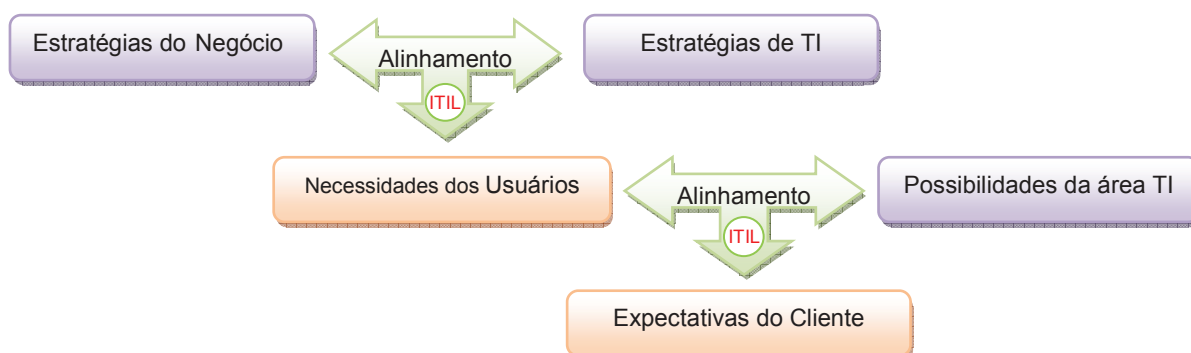 Estratégias do Negócio
Alinhamento
Estratégias de TI
ITIL
Necessidades dos Usuários
Alinhamento
Possibilidades da área TI
ITIL
Expectativas do Cliente